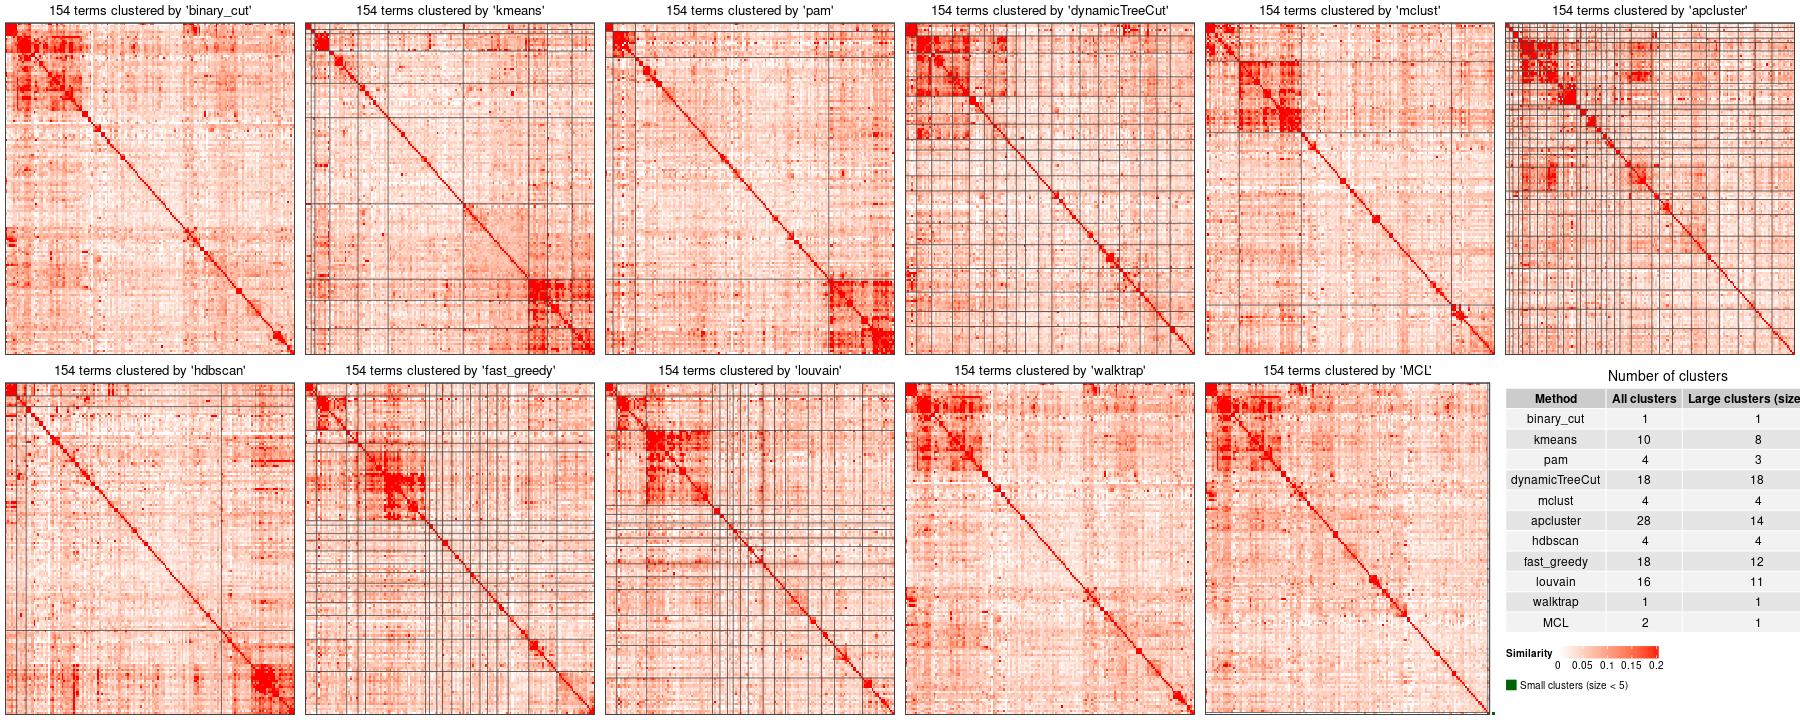 154 terms clustered by 'binary_cut'
154 terms clustered by 'kmeans'
154 terms clustered by 'pam'
154 terms clustered by 'dynamicTreeCut'
154 terms clustered by 'mclust'
154 terms clustered by 'apcluster'
154 terms clustered by 'hdbscan'
154 terms clustered by 'fast_greedy'
154 terms clustered by 'louvain'
154 terms clustered by 'walktrap'
154 terms clustered by 'MCL'
Number of clusters
Method All clusters Large clusters (size
binary_cut 1 1
kmeans 10 8
pam 4 3
dynamicTreeCut 18 18
mclust 4 4
apcluster 28 14
hdbscan 4 4
fast_greedy 18 12
louvain 16 11
walktrap 1 1
MCL 2 1
Similarity
0 0.05 0.1 0.15 0.2
Small clusters (size < 5)